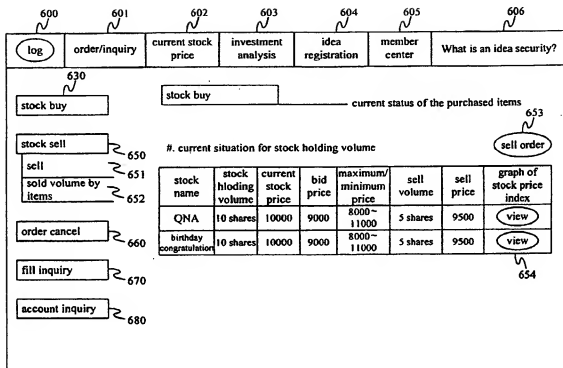 600 601 602 603 604 605 606
log order/inquiry current stock price investment analysis idea registration member center What is an idea security?
630
stock buy
stock buy
current status of the purchased items
653
stock sell
650
#. current situation for stock holding volume
sell order
sell
651
sold volume by items
652
stock name stock hloding volume current stock price bid price maximum/ minimum price sell volume sell price graph of stock price index
QNA 10 shares 10000 9000 8000~ 11000 5 shares 9500 view
birthday congratulation 10 shares 10000 9000 8000~ 11000 5 shares 9500 view
654
order cancel
660
fill inquiry
670
account inquiry
680